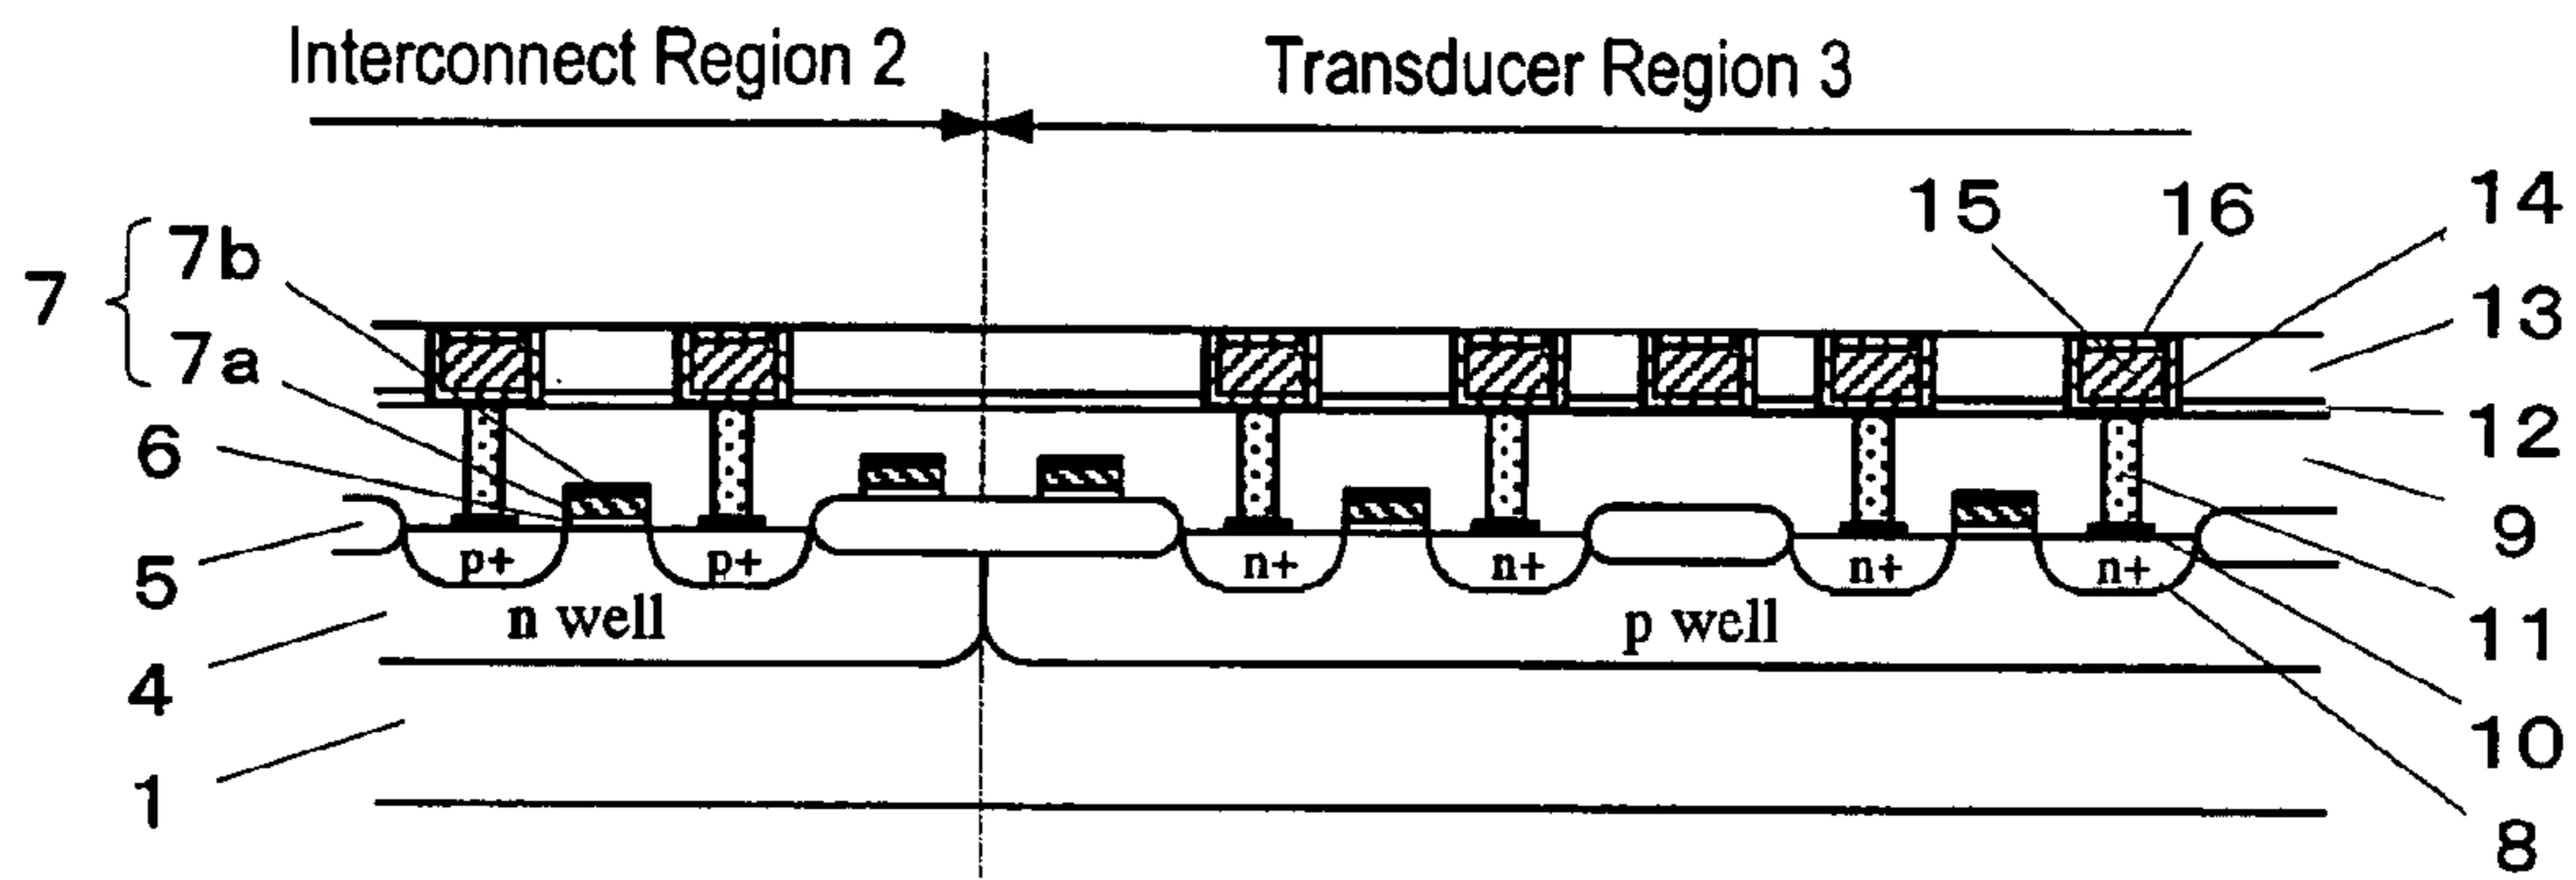 Interconnect Region 2
Transducer Region 3
15 16 14
7b
7
7a
13
6
12
5
9
p+ p+ n+ n+ n+ n+
n well p well
11
4
10
1
8